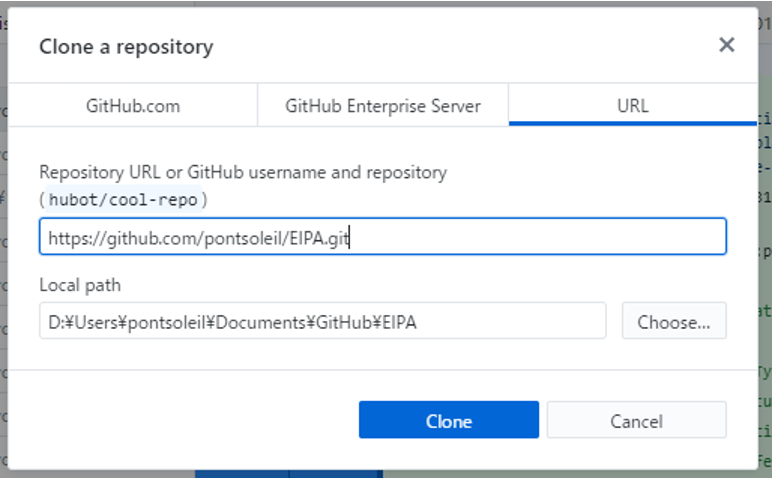 Clone a repository
GitHub.com
GitHub Enterprise Server
URL
Repository URL or GitHub username and repository
(hubot/cool-repo)
https://github.com/pontsoleil/EIPA.git
Local path
D:¥Users¥pontsoleil¥Documents¥GitHub¥EIPA
Choose...
Clone
Cancel